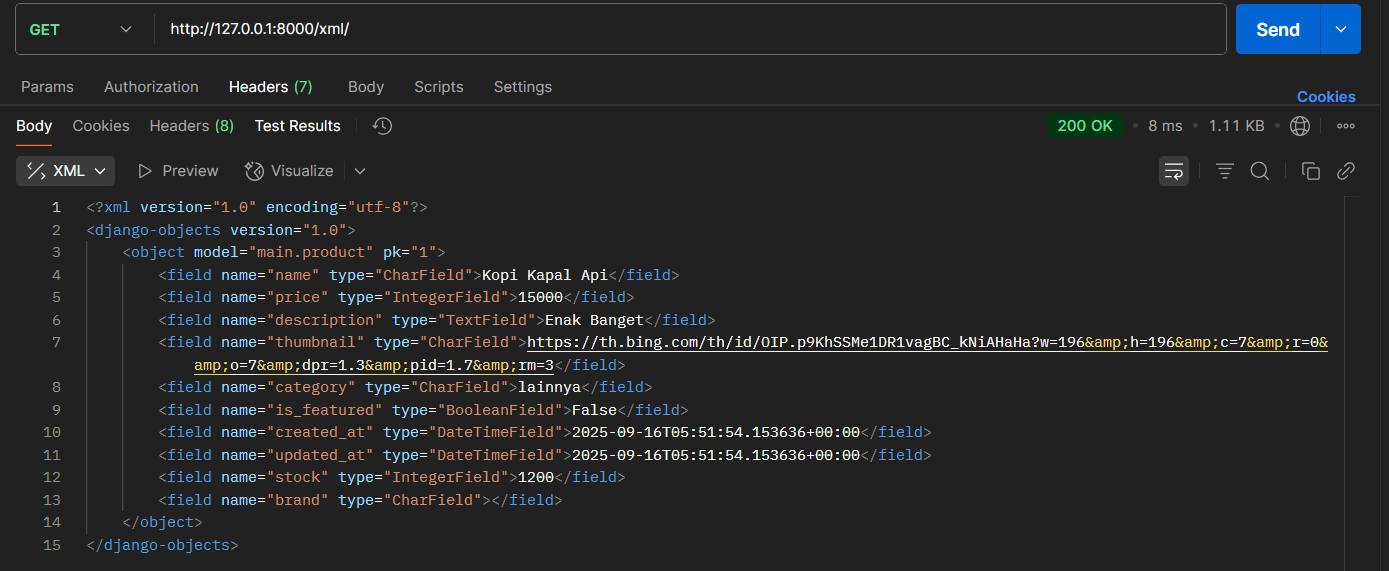 GET http://127.0.0.1:8000/xml/ Send
Params Authorization Headers (7) Body Scripts Settings Cookies
Body Cookies Headers (8) Test Results 200 OK • 8 ms • 1.11 KB •
XML Preview Visualize
1 <?xml version="1.0" encoding="utf-8"?>
2 <django-objects version="1.0">
3 <object model="main.product" pk="1">
4 <field name="name" type="CharField">Kopi Kapal Api</field>
5 <field name="price" type="IntegerField">15000</field>
6 <field name="description" type="TextField">Enak Banget</field>
7 <field name="thumbnail" type="CharField">https://th.bing.com/th/id/OIP.p9KhSSMe1DR1vagBC_kNiAHaHa?w=196&amp;h=196&amp;c=7&amp;r=0&
amp;o=7&amp;dpr=1.3&amp;pid=1.7&amp;rm=3</field>
8 <field name="category" type="CharField">lainnya</field>
9 <field name="is_featured" type="BooleanField">False</field>
10 <field name="created_at" type="DateTimeField">2025-09-16T05:51:54.153636+00:00</field>
11 <field name="updated_at" type="DateTimeField">2025-09-16T05:51:54.153636+00:00</field>
12 <field name="stock" type="IntegerField">1200</field>
13 <field name="brand" type="CharField"></field>
14 </object>
15 </django-objects>